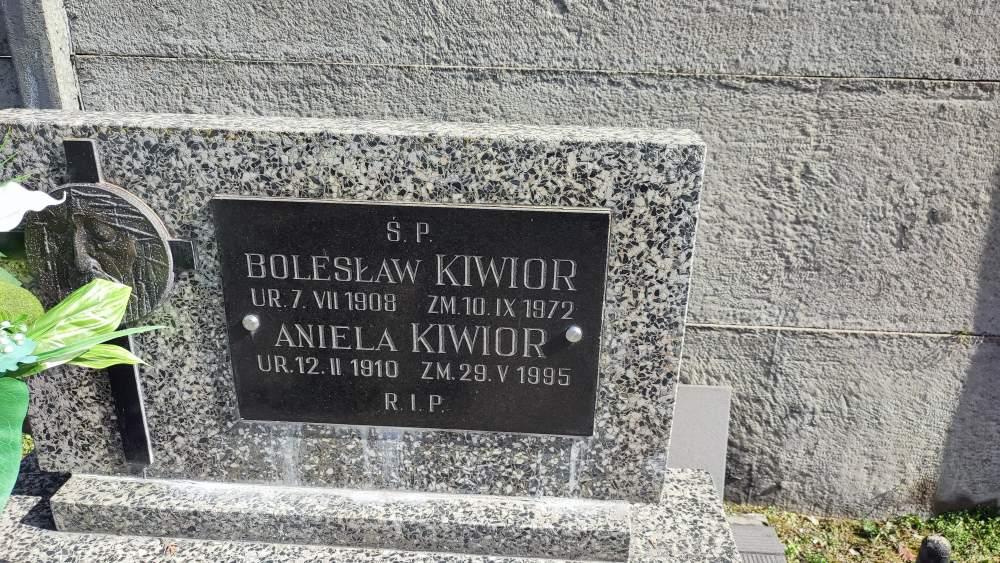 Ś. P.
BOLESŁAW KIWIOR
UR. 7. VII 1908 ZM. 10. IX 1972
ANIELA KIWIOR
UR. 12. II 1910 ZM. 29. V 1995
R. I. P.